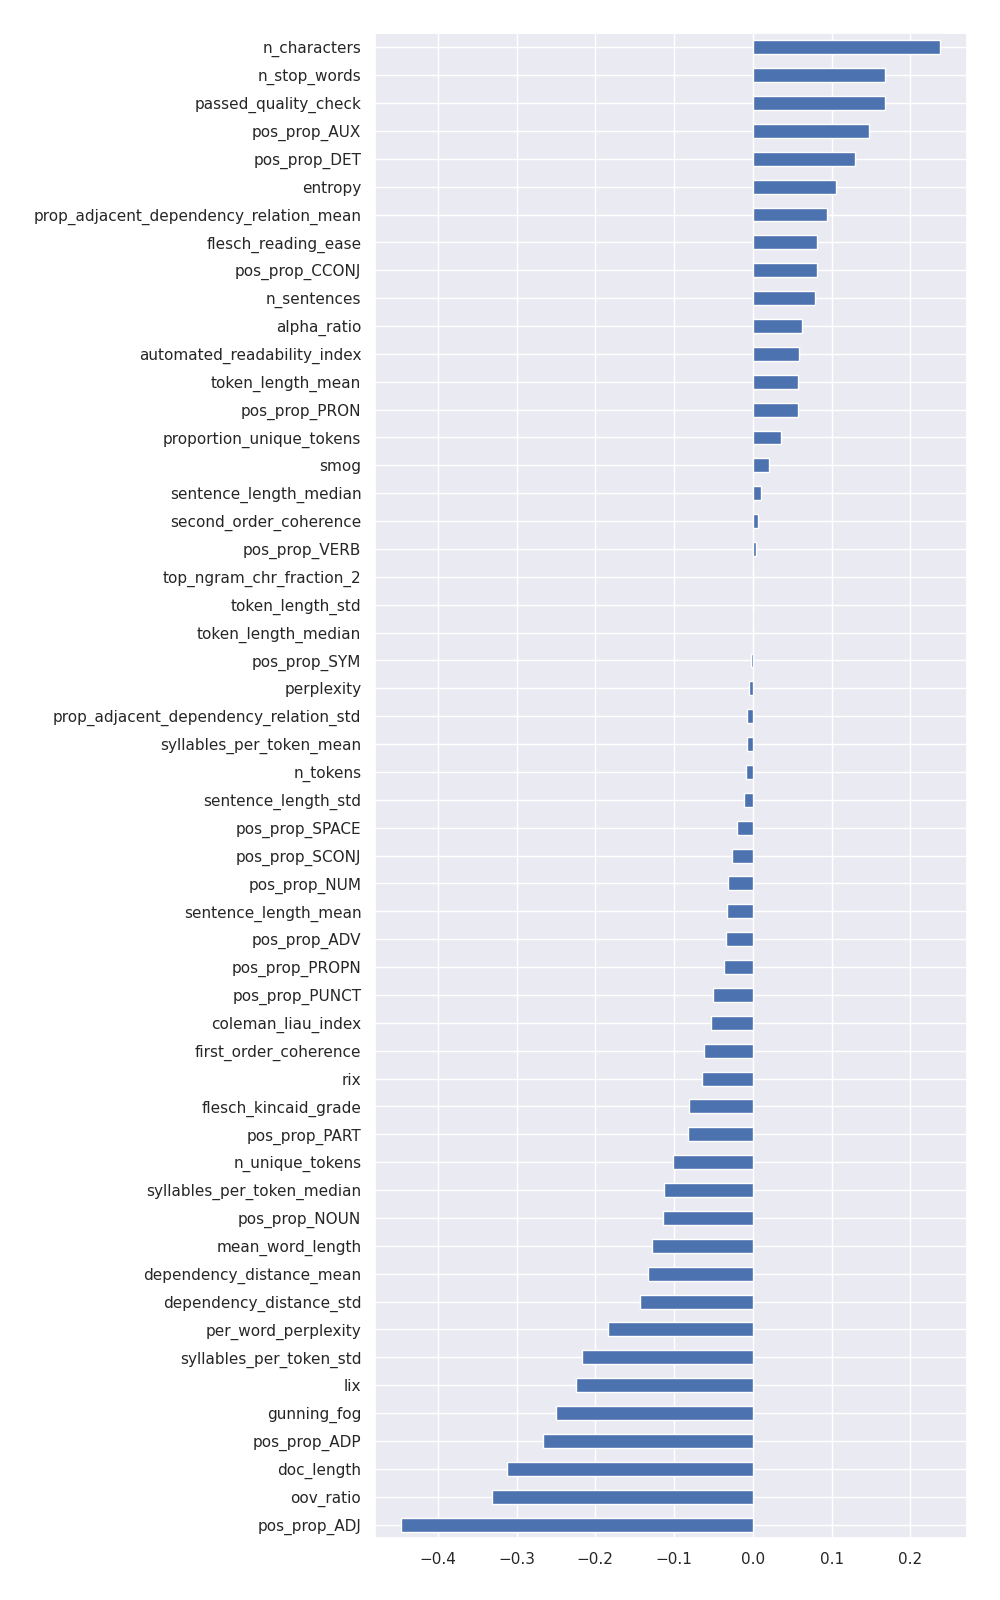 n_characters
n_stop_words
passed_quality_check
pos_prop_AUX
pos_prop_DET
entropy
prop_adjacent_dependency_relation_mean
flesch_reading_ease
pos_prop_CCONJ
n_sentences
alpha_ratio
automated_readability_index
token_length_mean
pos_prop_PRON
proportion_unique_tokens
smog
sentence_length_median
second_order_coherence
pos_prop_VERB
top_ngram_chr_fraction_2
token_length_std
token_length_median
pos_prop_SYM
perplexity
prop_adjacent_dependency_relation_std
syllables_per_token_mean
n_tokens
sentence_length_std
pos_prop_SPACE
pos_prop_SCONJ
pos_prop_NUM
sentence_length_mean
pos_prop_ADV
pos_prop_PROPN
pos_prop_PUNCT
coleman_liau_index
first_order_coherence
rix
flesch_kincaid_grade
pos_prop_PART
n_unique_tokens
syllables_per_token_median
pos_prop_NOUN
mean_word_length
dependency_distance_mean
dependency_distance_std
per_word_perplexity
syllables_per_token_std
lix
gunning_fog
pos_prop_ADP
doc_length
oov_ratio
pos_prop_ADJ
−0.4 −0.3 −0.2 −0.1 0.0 0.1 0.2